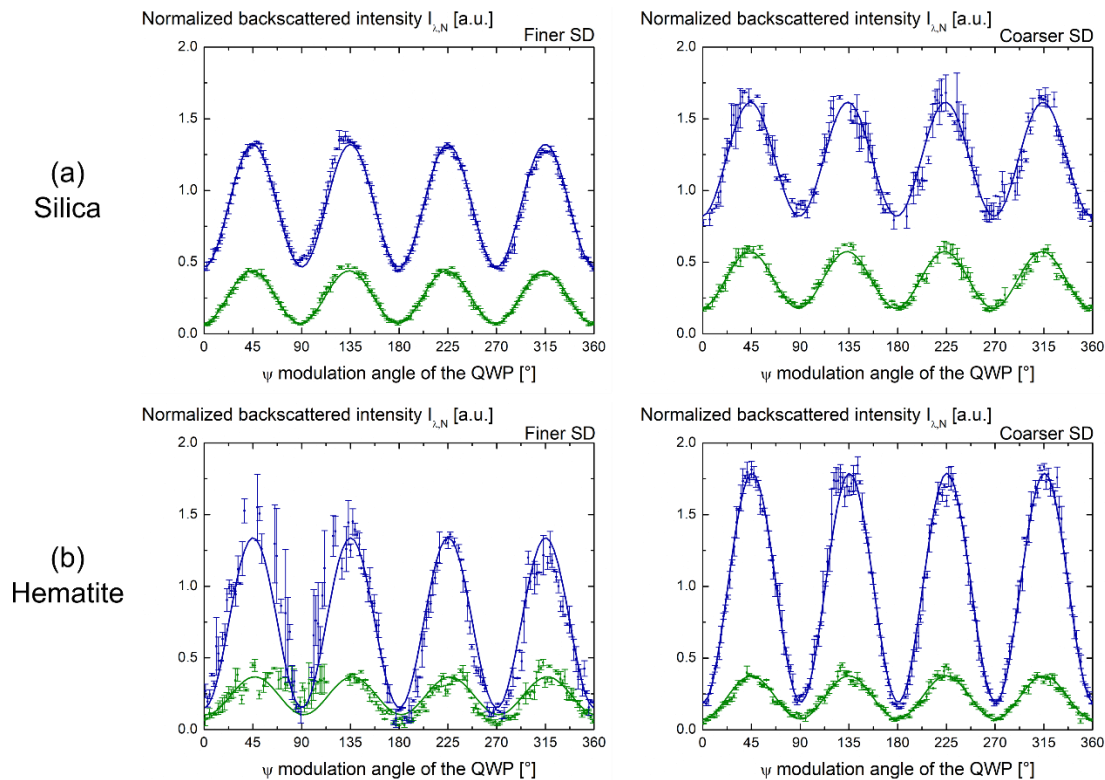 Normalized backscattered intensity I_λ,N [a.u.]
Finer SD
2.0
1.5
1.0
0.5
0.0
0 45 90 135 180 225 270 315 360
ψ modulation angle of the QWP [°]
Normalized backscattered intensity I_λ,N [a.u.]
Coarser SD
2.0
1.5
1.0
0.5
0.0
0 45 90 135 180 225 270 315 360
ψ modulation angle of the QWP [°]
(a)
Silica
Normalized backscattered intensity I_λ,N [a.u.]
Finer SD
2.0
1.5
1.0
0.5
0.0
0 45 90 135 180 225 270 315 360
ψ modulation angle of the QWP [°]
Normalized backscattered intensity I_λ,N [a.u.]
Coarser SD
2.0
1.5
1.0
0.5
0.0
0 45 90 135 180 225 270 315 360
ψ modulation angle of the QWP [°]
(b)
Hematite